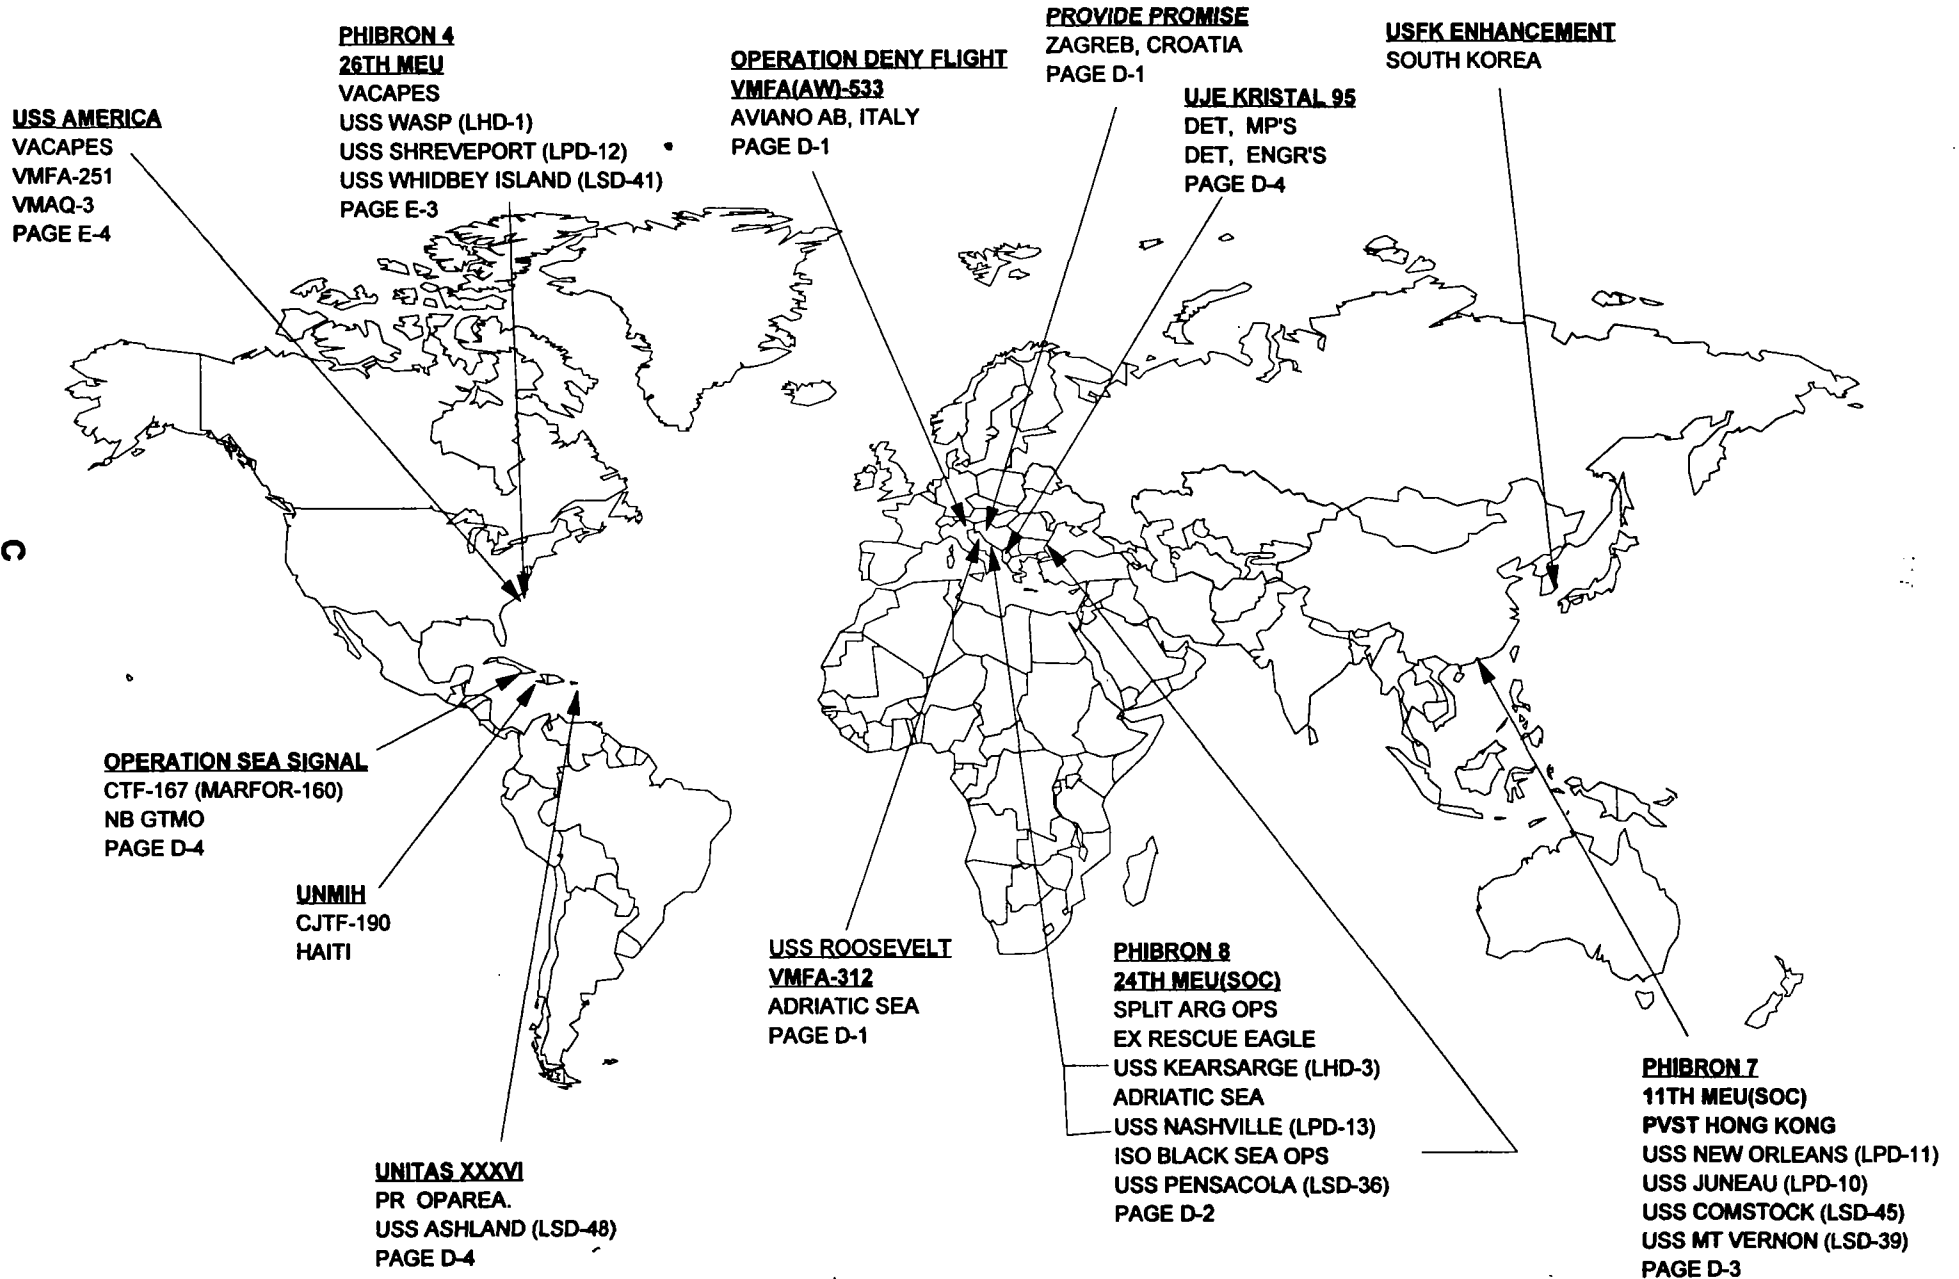 PHIBRON 4
26TH MEU
VACAPES
USS WASP (LHD-1)
USS SHREVEPORT (LPD-12)
USS WHIDBEY ISLAND (LSD-41)
PAGE E-3
OPERATION DENY FLIGHT
VMFA(AW)-533
AVIANO AB, ITALY
PAGE D-1
PROVIDE PROMISE
ZAGREB, CROATIA
PAGE D-1
USFK ENHANCEMENT
SOUTH KOREA
USS AMERICA
VACAPES
VMFA-251
VMAQ-3
PAGE E-4
UJE KRISTAL 95
DET, MP'S
DET, ENGR'S
PAGE D-4
C
OPERATION SEA SIGNAL
CTF-167 (MARFOR-160)
NB GTMO
PAGE D-4
UNMIH
CJTF-190
HAITI
USS ROOSEVELT
VMFA-312
ADRIATIC SEA
PAGE D-1
PHIBRON 8
24TH MEU(SOC)
SPLIT ARG OPS
EX RESCUE EAGLE
USS KEARSARGE (LHD-3)
ADRIATIC SEA
USS NASHVILLE (LPD-13)
ISO BLACK SEA OPS
USS PENSACOLA (LSD-36)
PAGE D-2
PHIBRON 7
11TH MEU(SOC)
PVST HONG KONG
USS NEW ORLEANS (LPD-11)
USS JUNEAU (LPD-10)
USS COMSTOCK (LSD-45)
USS MT VERNON (LSD-39)
PAGE D-3
UNITAS XXXVI
PR OPAREA.
USS ASHLAND (LSD-48)
PAGE D-4